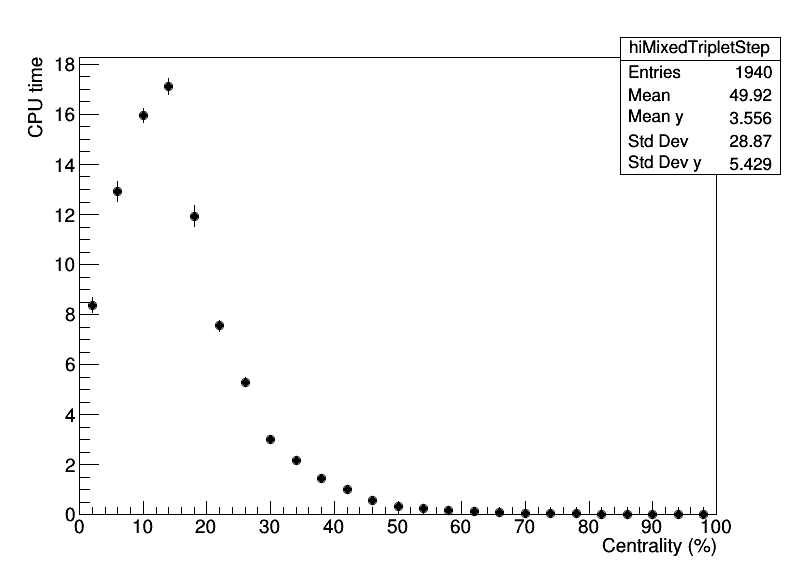 hiMixedTripletStep
Entries 1940
Mean 49.92
Mean y 3.556
Std Dev 28.87
Std Dev y 5.429
CPU time
18
16
14
12
10
8
6
4
2
0
0 10 20 30 40 50 60 70 80 90 100
Centrality (%)